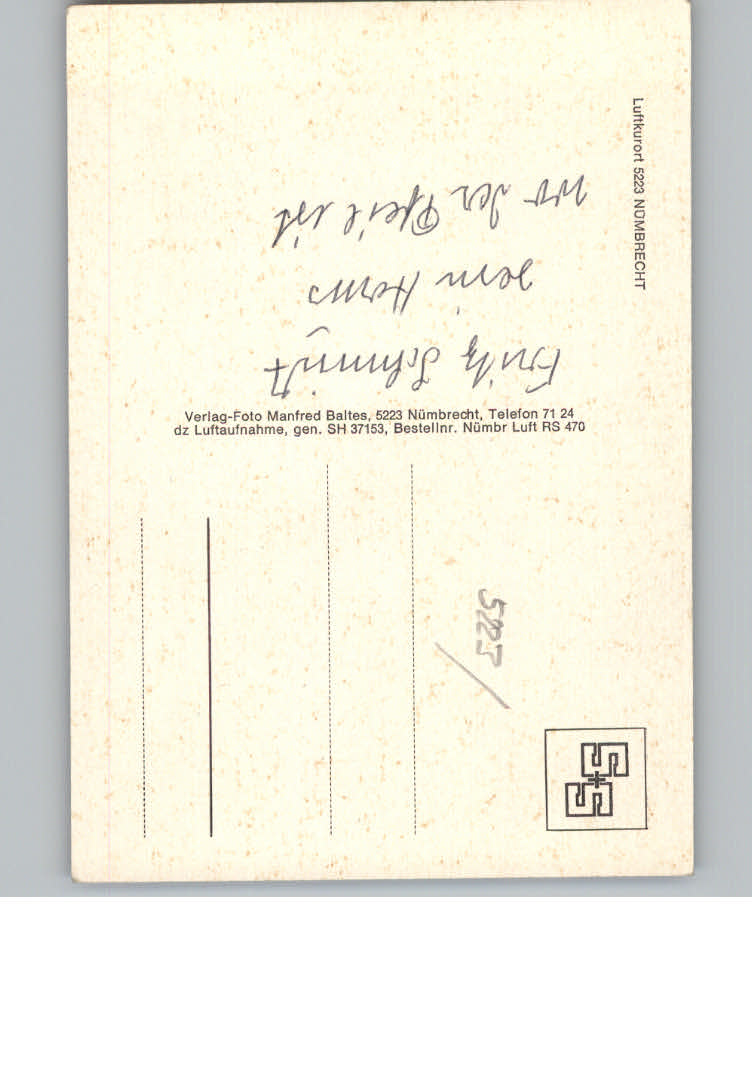 Luftkurort 5223 NÜMBRECHT
Fritz Schmidt
sein Haus
wo der Pfeil ist
Verlag-Foto Manfred Baltes, 5223 Nümbrecht, Telefon 71 24
dz Luftaufnahme, gen. SH 37153, Bestellnr. Nümbr Luft RS 470
5223/
S+S